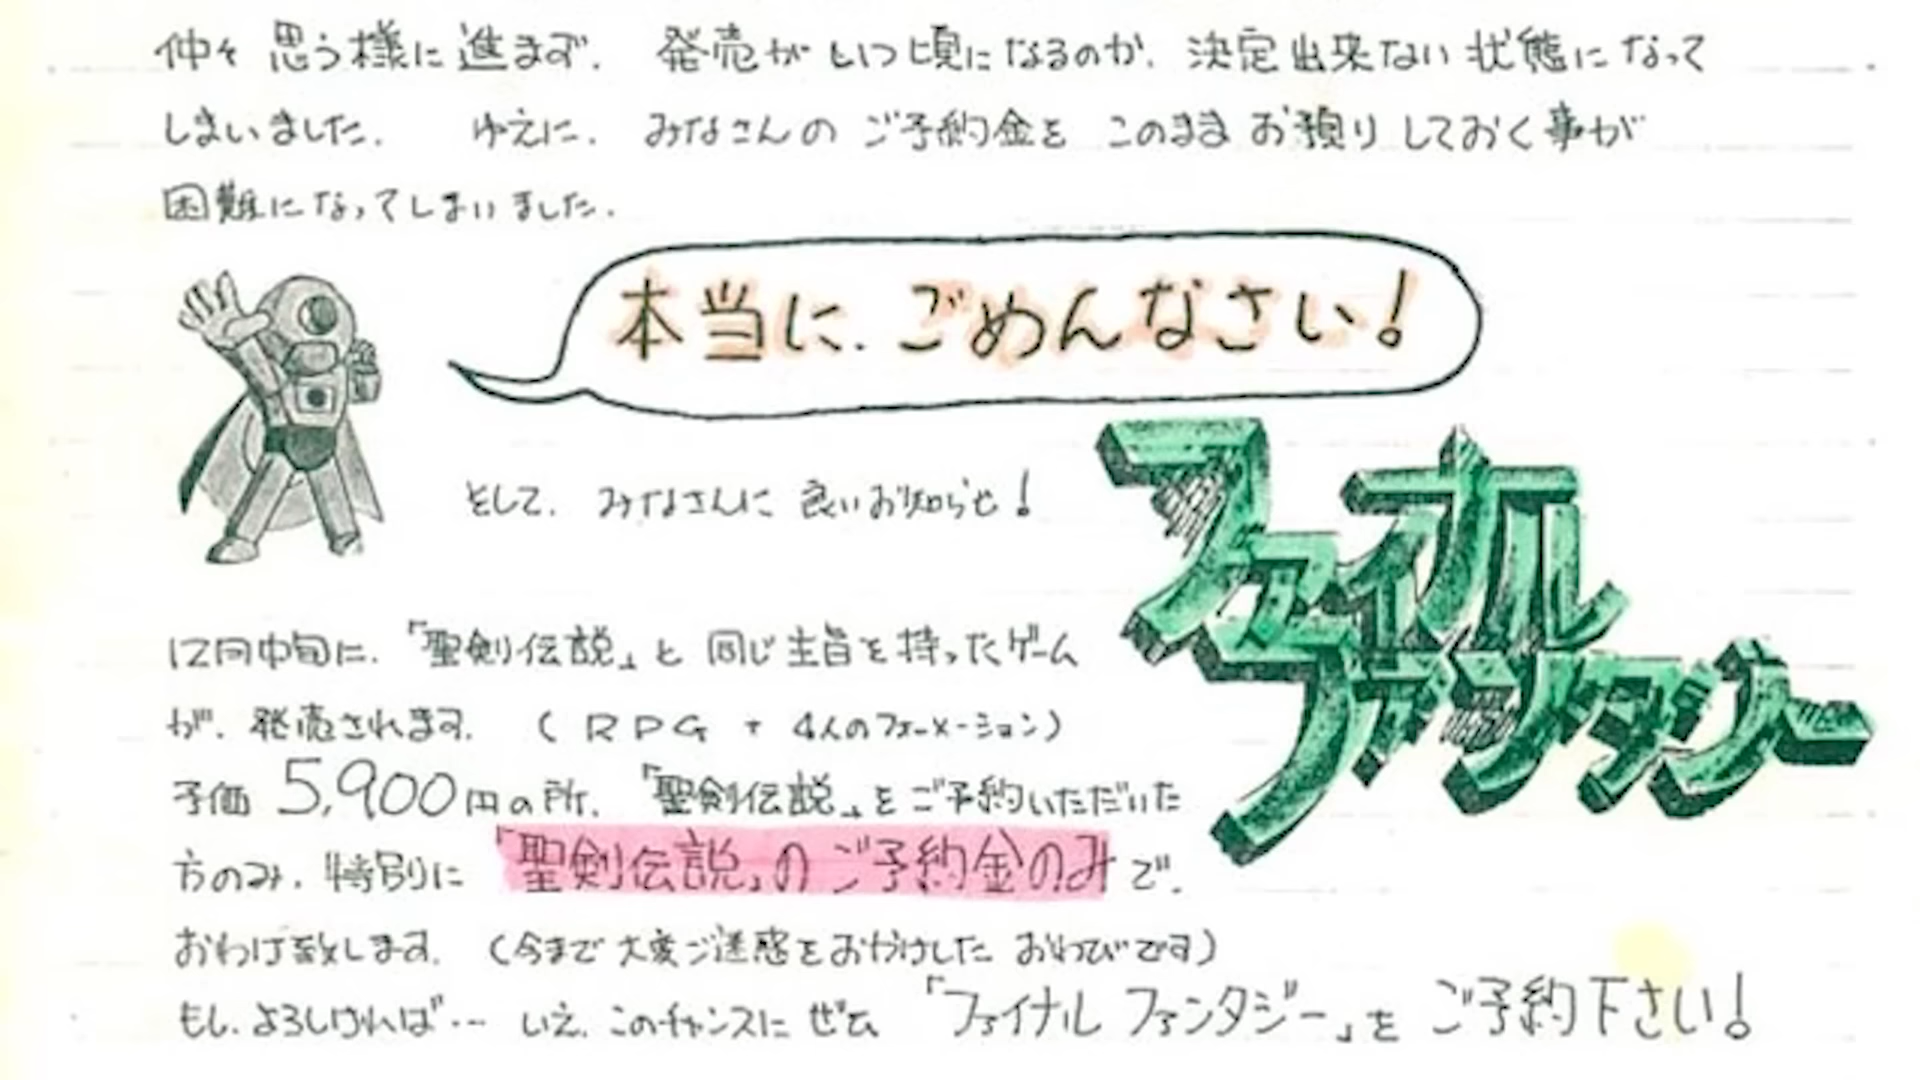 仲々 思う様に進まず、 発売がいつ頃になるのか、決定出来ない状態になって
しまいました。 ゆえに、 みなさんの ご予約金を このまま お預りしておく事が
困難になってしまいました。
本当に、ごめんなさい!
ファイナル
ファンタジー
そして、みなさんに 良いお知らせ!
12月中旬に、「聖剣伝説」と 同じ主旨を持ったゲーム
が、発売されます。 (RPG + 4人のフォーメーション)
予価 5,900円の所、「聖剣伝説」をご予約いただいた
方のみ、特別に 「聖剣伝説」の ご予約金のみで、
おわけ致します。 (今まで大変ご迷惑をおかけした おわびです)
もし、よろしければ… いえ、このチャンスに ぜひ 「ファイナル ファンタジー」を ご予約下さい!